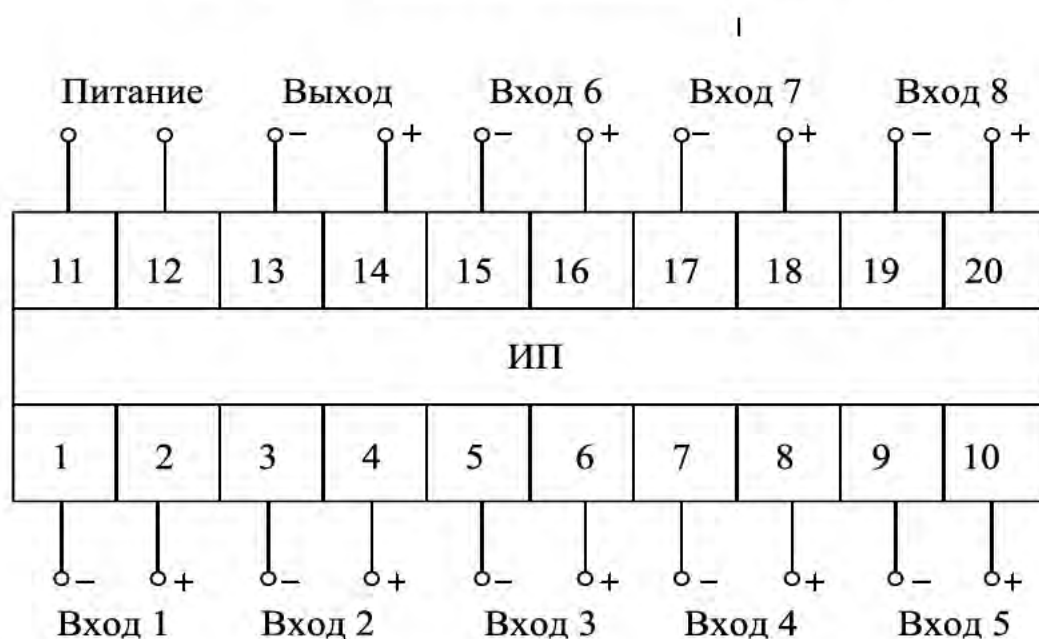 Питание Выход Вход 6 Вход 7 Вход 8
- + - + - + - +
11 12 13 14 15 16 17 18 19 20
ИП
1 2 3 4 5 6 7 8 9 10
- + - + - + - + - +
Вход 1 Вход 2 Вход 3 Вход 4 Вход 5